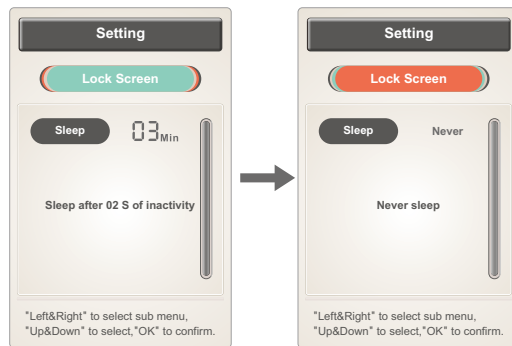 Setting
Lock Screen
Sleep 03 Min
Sleep after 02 S of inactivity
"Left&Right" to select sub menu,
"Up&Down" to select,"OK" to confirm.
Setting
Lock Screen
Sleep Never
Never sleep
"Left&Right" to select sub menu,
"Up&Down" to select,"OK" to confirm.